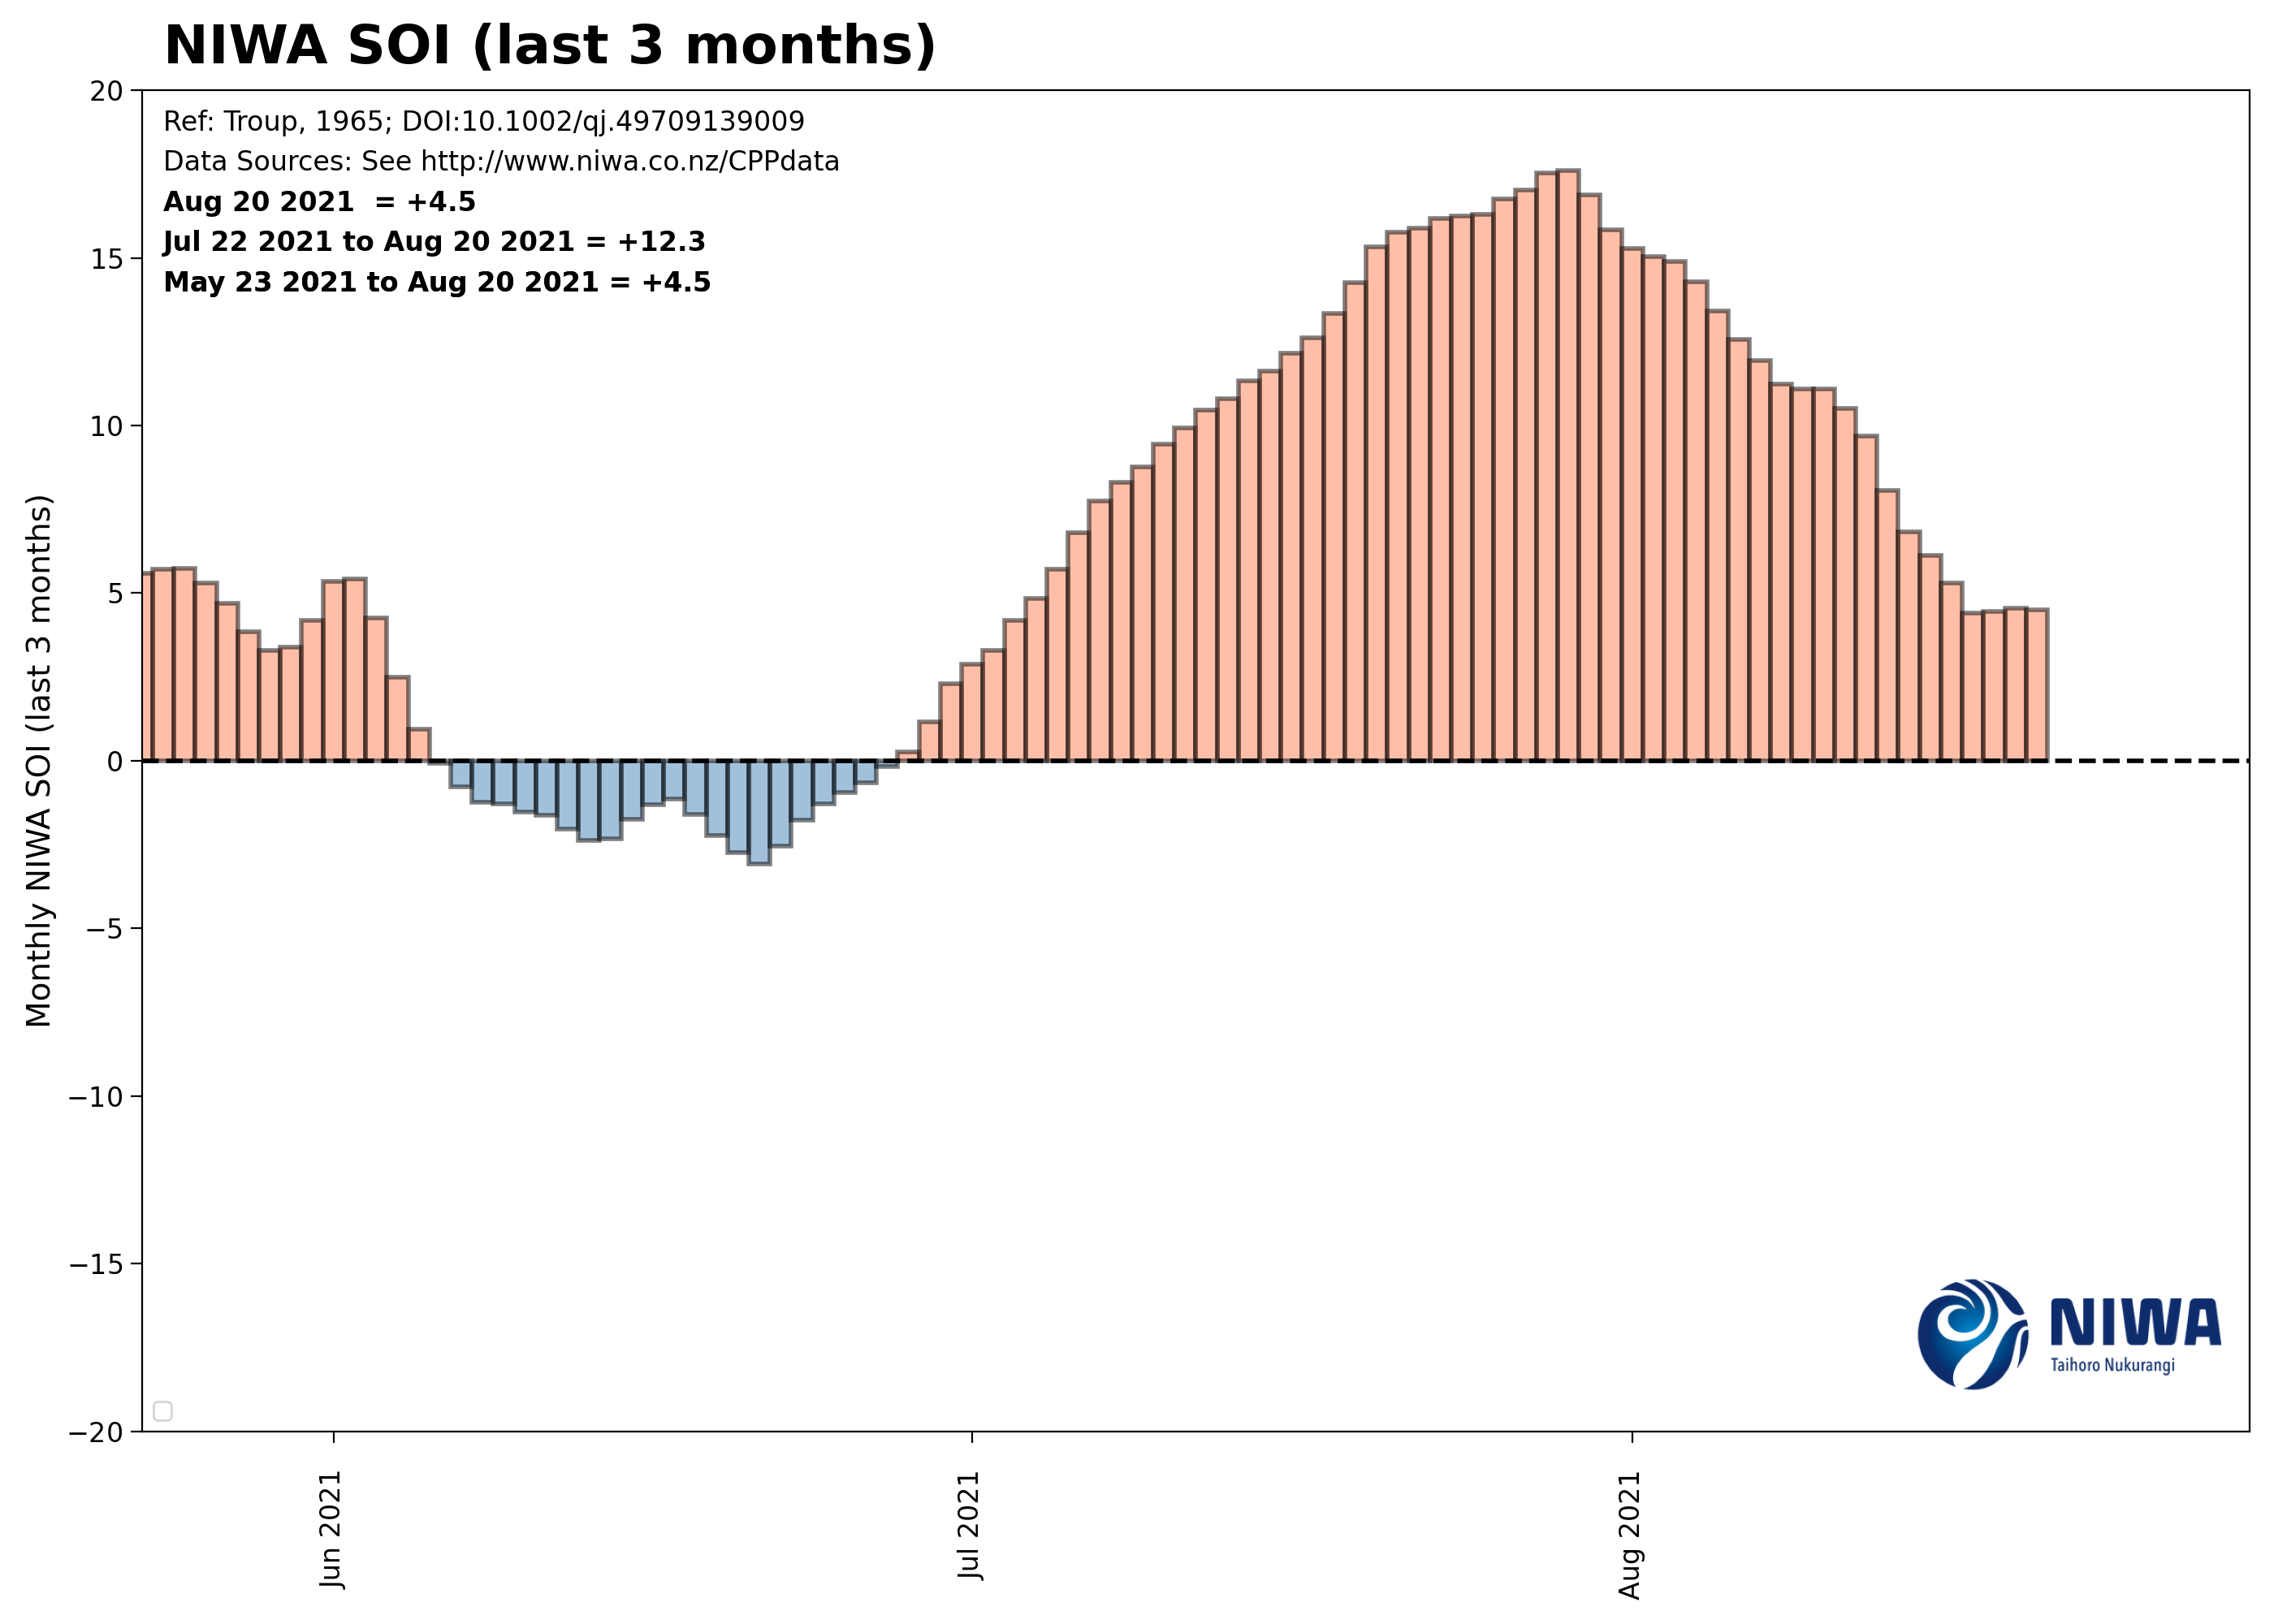 NIWA SOI (last 3 months)
Ref: Troup, 1965; DOI:10.1002/qj.49709139009
Data Sources: See http://www.niwa.co.nz/CPPdata
Aug 20 2021  = +4.5
Jul 22 2021 to Aug 20 2021 = +12.3
May 23 2021 to Aug 20 2021 = +4.5
Monthly NIWA SOI (last 3 months)
20
15
10
5
0
−5
−10
−15
−20
Jun 2021
Jul 2021
Aug 2021
NIWA
Taihoro Nukurangi